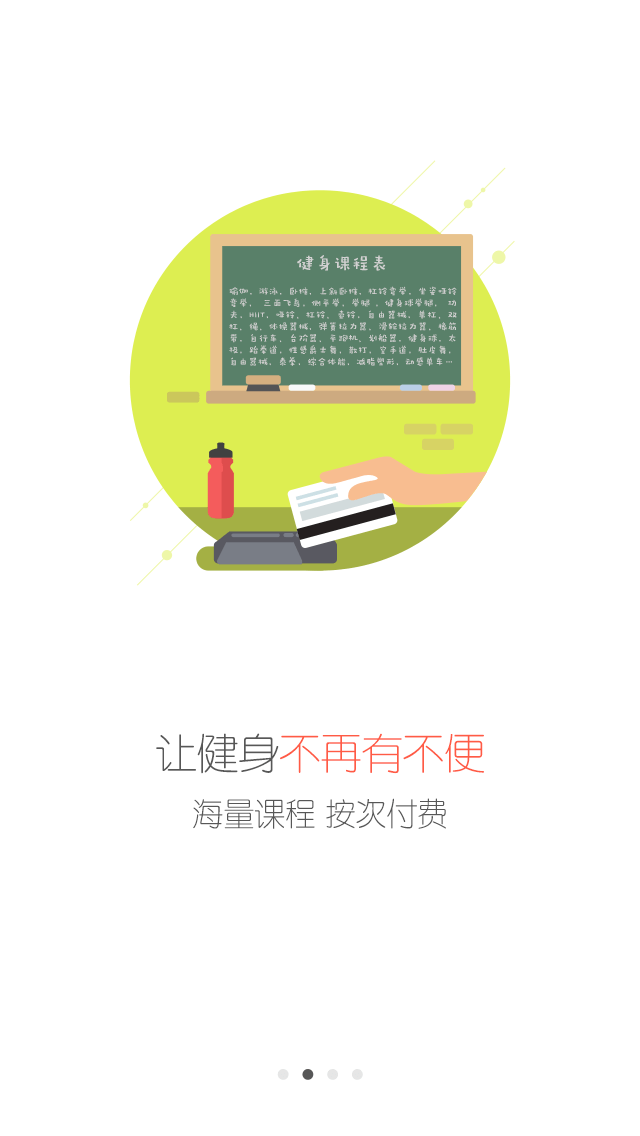 健身课程表
瑜伽、游泳、卧推、上斜卧推、杠铃弯举、坐姿哑铃
弯举、三面飞鸟、侧平举、举腿、健身球举腿、功
夫、HIIT、哑铃、杠铃、壶铃、自由器械、单杠、双
杠、绳、体操器械、弹簧拉力器、滑轮拉力器、橡筋
带、自行车、台阶器、平跑机、划船器、健身球、太
极、跆拳道、性感爵士舞、散打、空手道、肚皮舞、
自由器械、泰拳、综合体能、减脂塑形、动感单车…
让健身不再有不便
海量课程 按次付费